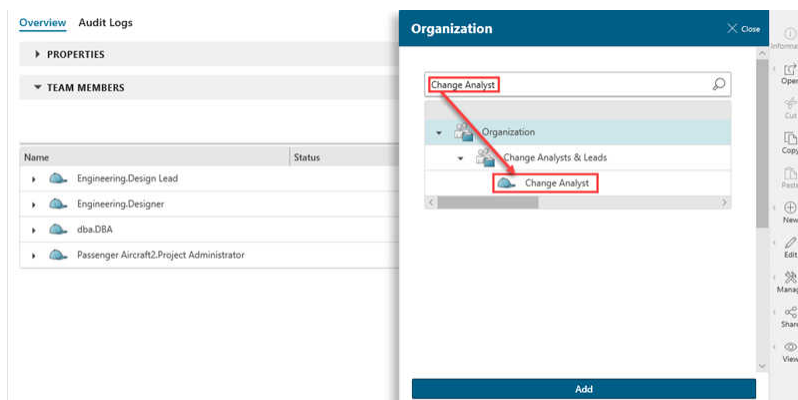 Overview Audit Logs
PROPERTIES
TEAM MEMBERS
Name Status
Engineering.Design Lead
Engineering.Designer
dba.DBA
Passenger Aircraft2.Project Administrator
Organization Close
Change Analyst
Organization
Change Analysts & Leads
Change Analyst
Add
Informa
Open
Cut
Copy
Paste
New
Edit
Manag
Share
View